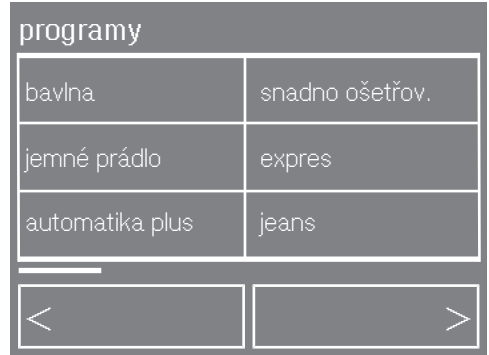 programy
bavlna snadno ošetřov.
jemné prádlo expres
automatika plus jeans
< >